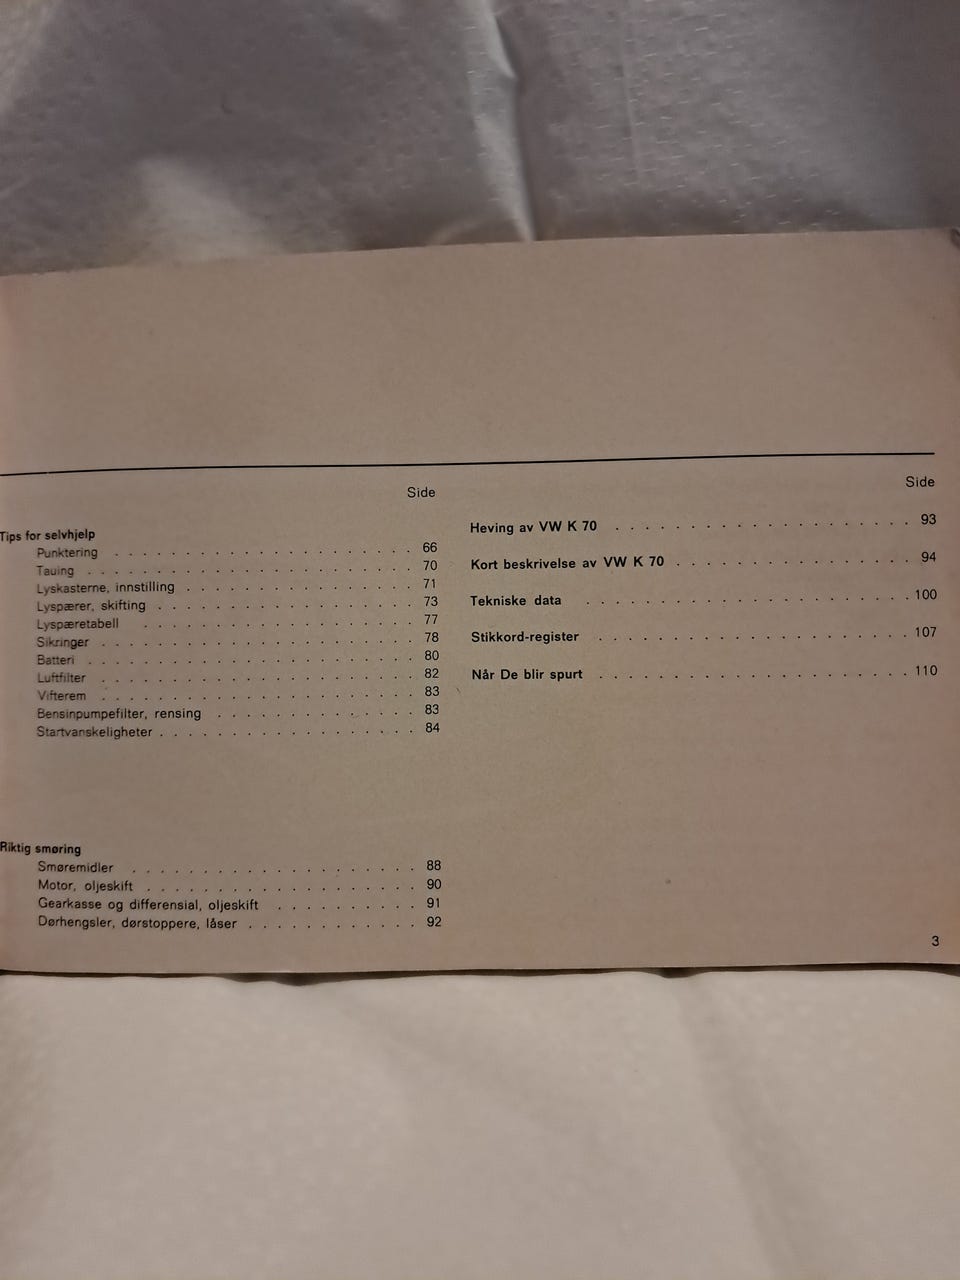 Side
Tips for selvhjelp
Punktering . . . . . . . . . . . . . . . . . . . . . 66
Tauing . . . . . . . . . . . . . . . . . . . . . . . 70
Lyskasterne, innstilling . . . . . . . . . . . . . . . . 71
Lyspærer, skifting . . . . . . . . . . . . . . . . . . 73
Lyspæretabell . . . . . . . . . . . . . . . . . . . 77
Sikringer . . . . . . . . . . . . . . . . . . . . . . 78
Batteri . . . . . . . . . . . . . . . . . . . . . . . 80
Luftfilter . . . . . . . . . . . . . . . . . . . . . . 82
Vifterem . . . . . . . . . . . . . . . . . . . . . . 83
Bensinpumpefilter, rensing . . . . . . . . . . . . . . 83
Startvanskeligheter . . . . . . . . . . . . . . . . . . 84
Riktig smøring
Smøremidler . . . . . . . . . . . . . . . . . . . . 88
Motor, oljeskift . . . . . . . . . . . . . . . . . . . 90
Gearkasse og differensial, oljeskift . . . . . . . . . . 91
Dørhengsler, dørstoppere, låser . . . . . . . . . . . . 92
Side
Heving av VW K 70 . . . . . . . . . . . . . . . . . . . . 93
Kort beskrivelse av VW K 70 . . . . . . . . . . . . . . . . 94
Tekniske data . . . . . . . . . . . . . . . . . . . . . . 100
Stikkord-register . . . . . . . . . . . . . . . . . . . . . 107
Når De blir spurt . . . . . . . . . . . . . . . . . . . . . 110
3